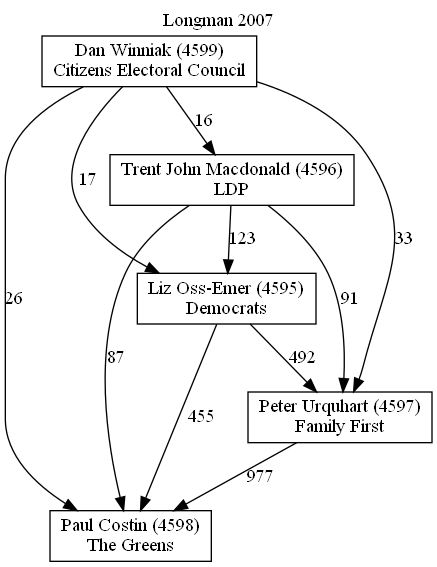 Longman 2007
Dan Winniak (4599)
Citizens Electoral Council
16
Trent John Macdonald (4596)
LDP
17
123
33
Liz Oss-Emer (4595)
Democrats
26
91
87
492
Peter Urquhart (4597)
Family First
455
977
Paul Costin (4598)
The Greens